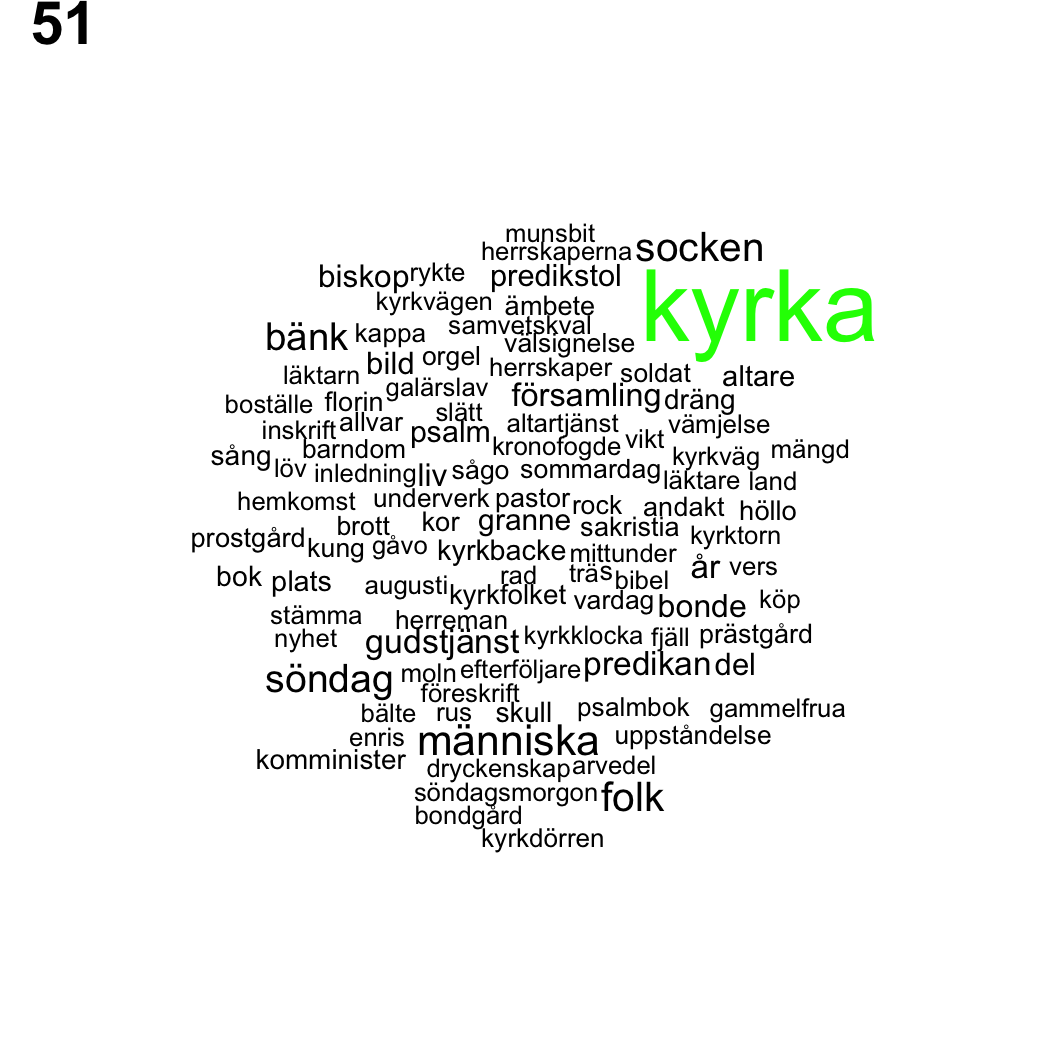 51
munsbit
herrskaperna socken
biskop rykte predikstol
kyrka
kyrkvägen ämbete
bänk kappa samvetskval
välsignelse
läktarn bild orgel herrskaper soldat altare
boställe florin galärslav församling dräng
inskrift allvar slätt altartjänst vämjelse
psalm kronofogde vikt
sång barndom kyrkväg mängd
löv inledning liv sågo sommardag läktare land
hemkomst underverk pastor rock andakt höllo
brott kor granne sakristia kyrktorn
prostgård kung gåvo kyrkbacke mittunder
bok plats augusti rad träs bibel år vers
kyrkfolket vardag bonde köp
stämma herreman
nyhet gudstjänst kyrkklocka fjäll prästgård
söndag moln efterföljare predikan del
föreskrift
bälte rus skull psalmbok gammelfrua
enris människa uppståndelse
komminister dryckenskap arvedel
söndagsmorgon folk
bondgård
kyrkdörren